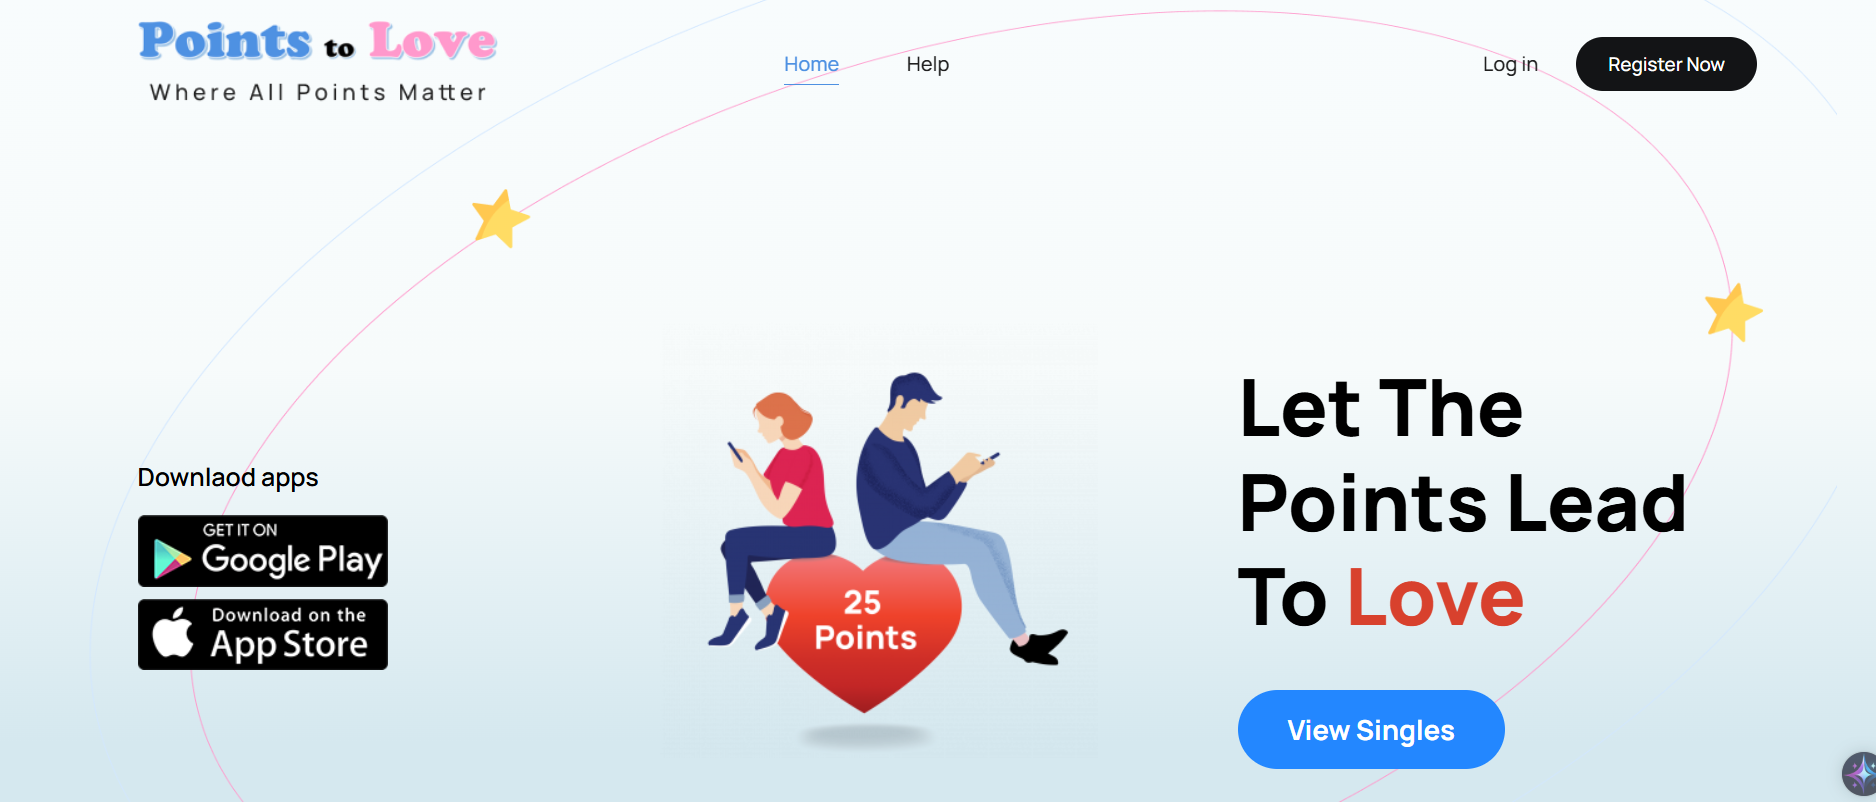 Points to Love
Where All Points Matter
Home
Help
Log in
Register Now
Downlaod apps
GET IT ON
Google Play
Download on the
App Store
25
Points
Let The
Points Lead
To Love
View Singles